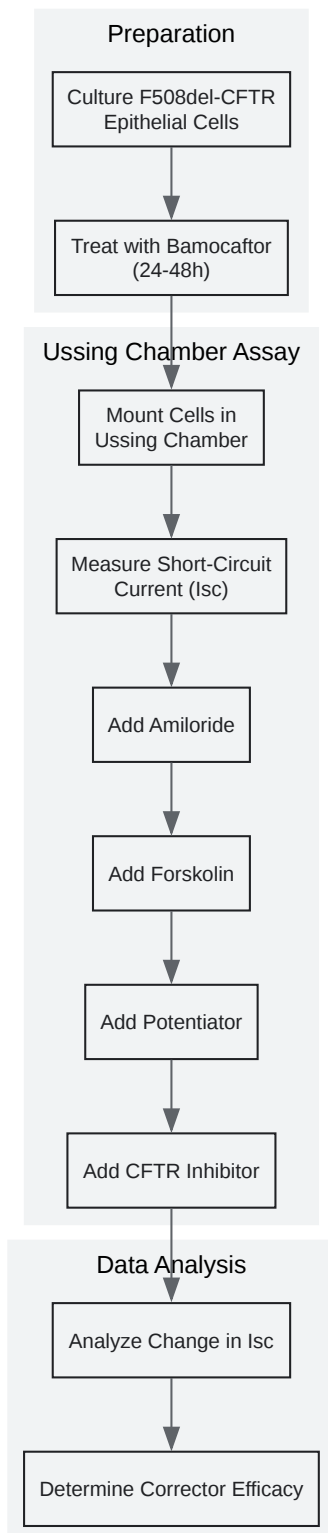 Preparation
Culture F508del-CFTR
Epithelial Cells
Treat with Bamocaftor
(24-48h)
Ussing Chamber Assay
Mount Cells in
Ussing Chamber
Measure Short-Circuit
Current (Isc)
Add Amiloride
Add Forskolin
Add Potentiator
Add CFTR Inhibitor
Data Analysis
Analyze Change in Isc
Determine Corrector Efficacy